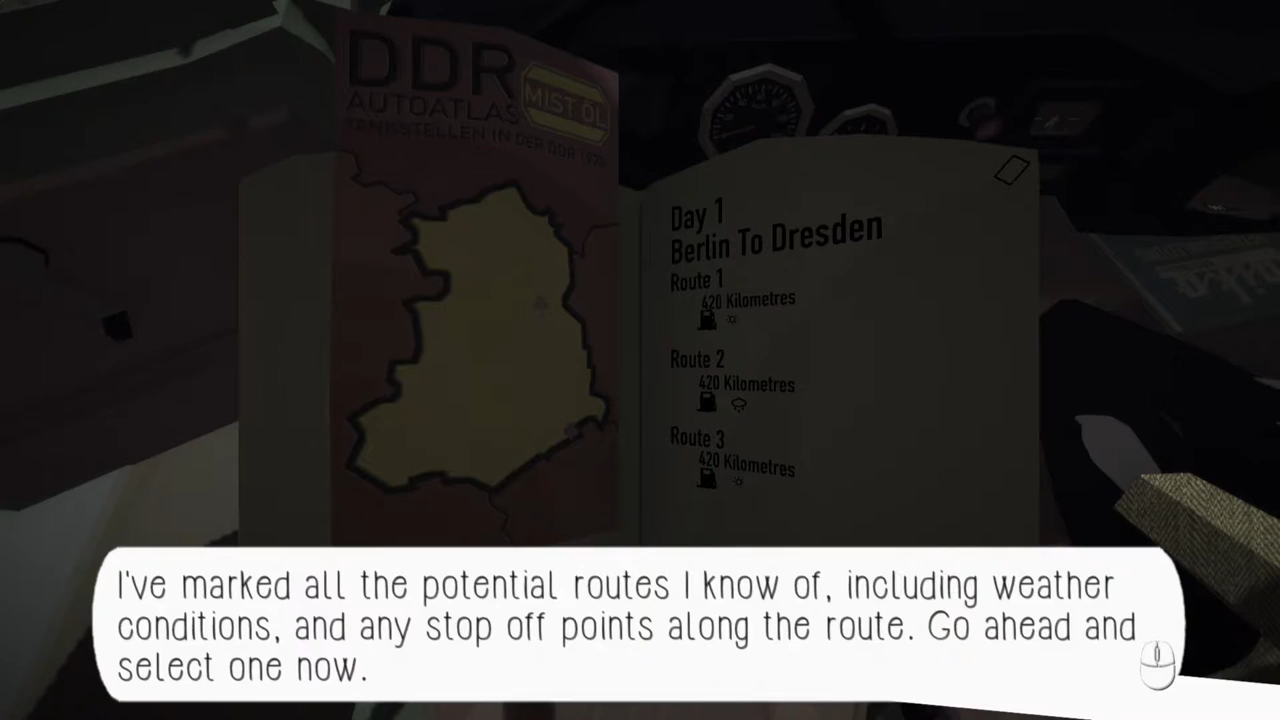 DDR
AUTOATLAS
MIST ÖL
TANKSTELLEN IN DER DDR
Day 1
Berlin To Dresden
Route 1
420 Kilometres
Route 2
420 Kilometres
Route 3
420 Kilometres
I've marked all the potential routes I know of, including weather
conditions, and any stop off points along the route. Go ahead and
select one now.